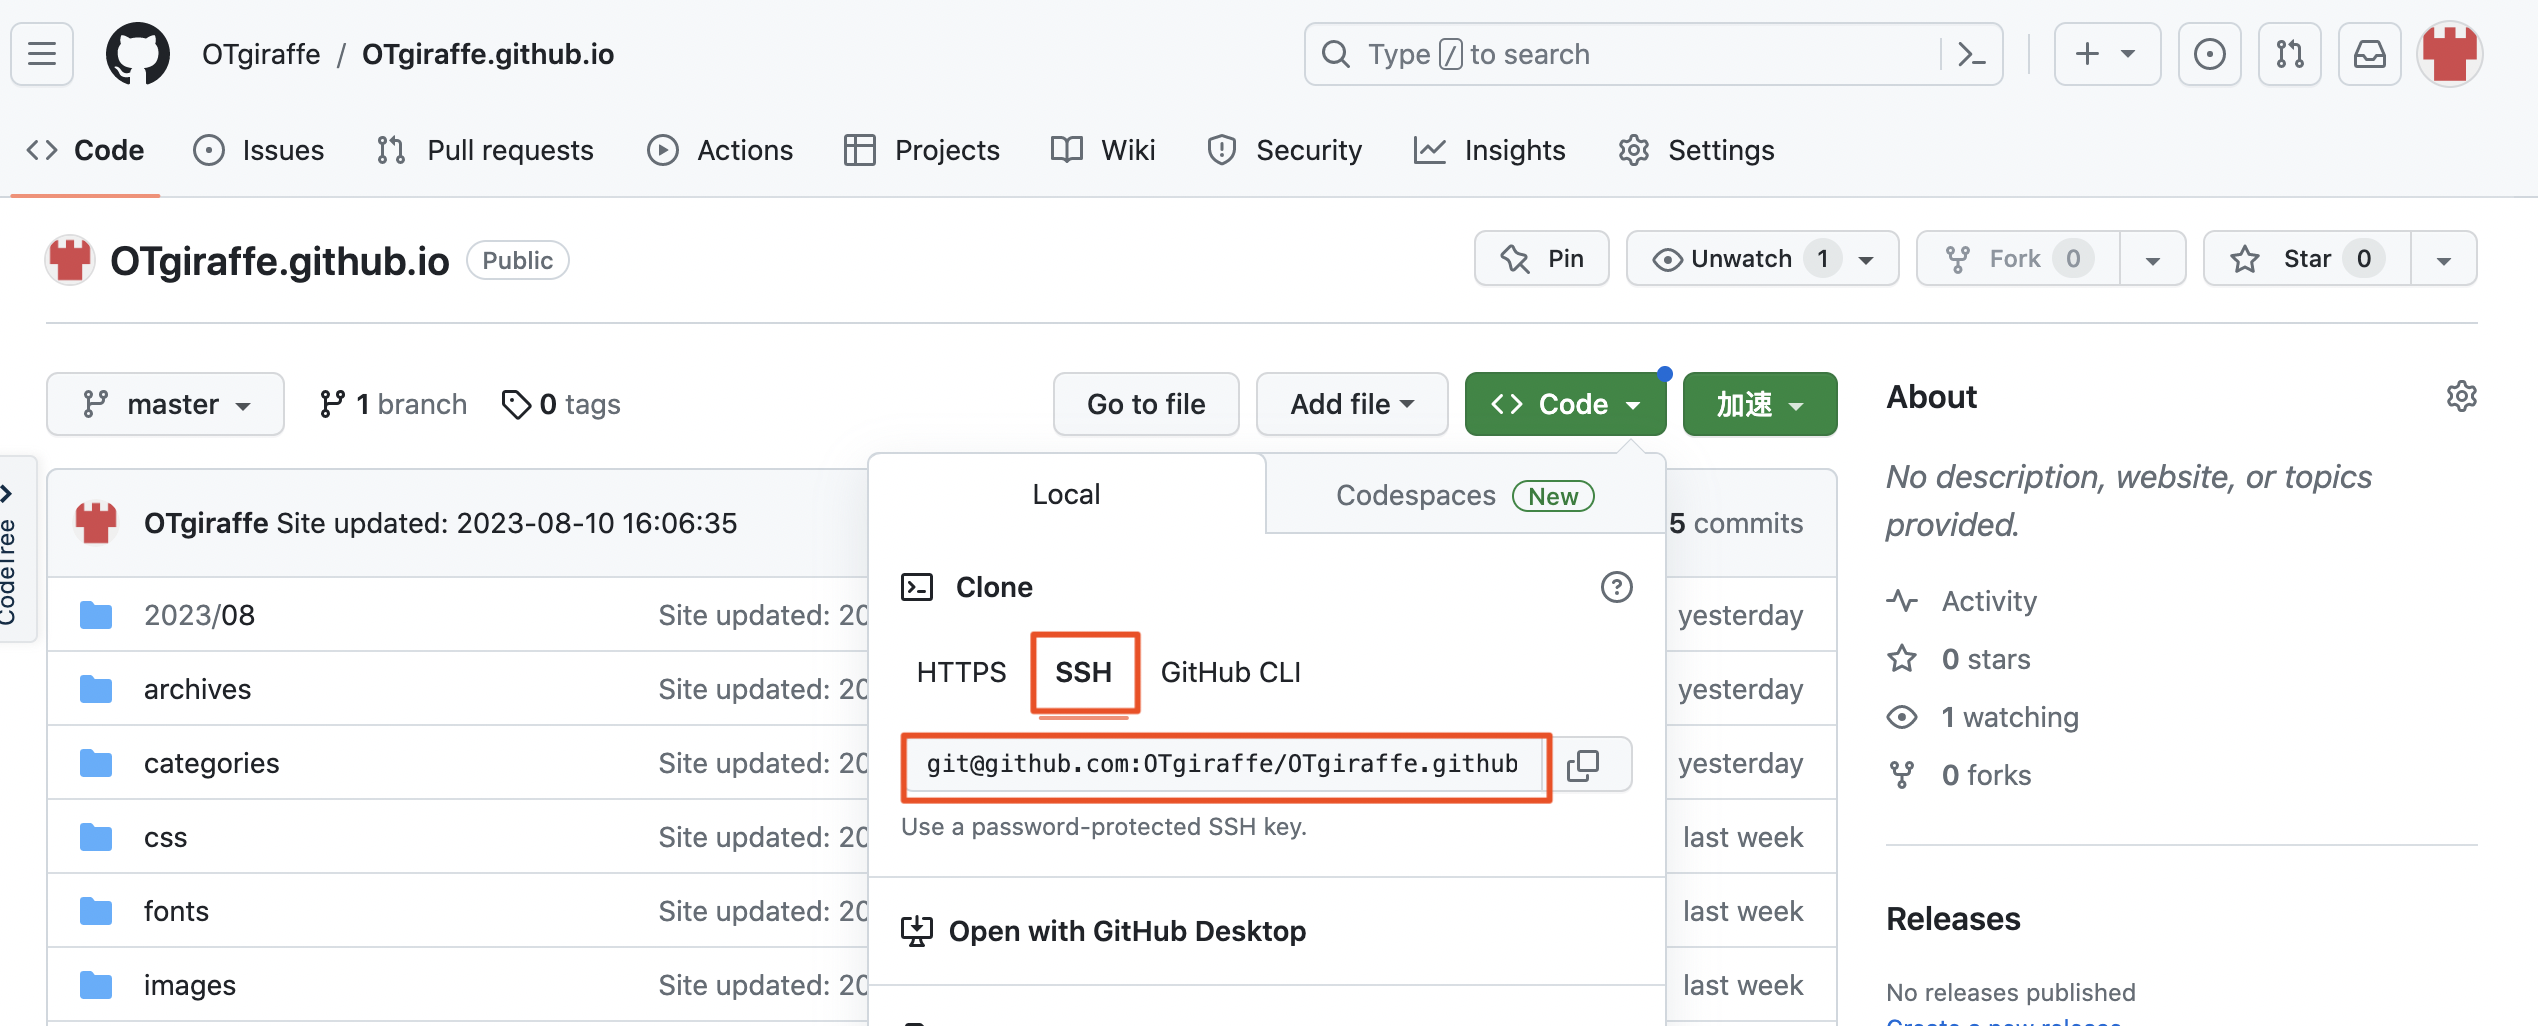 OTgiraffe / OTgiraffe.github.io
Type / to search
Code Issues Pull requests Actions Projects Wiki Security Insights Settings
OTgiraffe.github.io Public
Pin Unwatch 1 Fork 0 Star 0
master 1 branch 0 tags Go to file Add file Code 加速
About
No description, website, or topics
provided.
Activity
0 stars
1 watching
0 forks
Releases
No releases published
Create a new release
CodeTree
OTgiraffe Site updated: 2023-08-10 16:06:35 5 commits
2023/08 Site updated: 20 yesterday
archives Site updated: 20 yesterday
categories Site updated: 20 yesterday
css Site updated: 20 last week
fonts Site updated: 20 last week
images Site updated: 20 last week
Local Codespaces New
Clone
HTTPS SSH GitHub CLI
git@github.com:OTgiraffe/OTgiraffe.github
Use a password-protected SSH key.
Open with GitHub Desktop